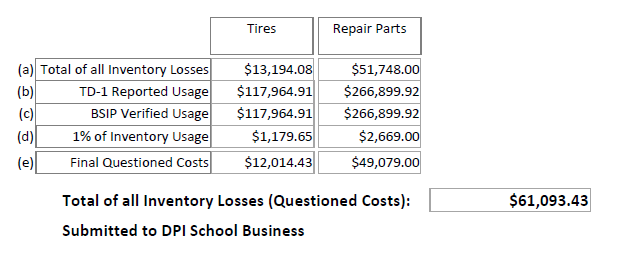 Tires Repair Parts
(a) Total of all Inventory Losses $13,194.08 $51,748.00
(b) TD-1 Reported Usage $117,964.91 $266,899.92
(c) BSIP Verified Usage $117,964.91 $266,899.92
(d) 1% of Inventory Usage $1,179.65 $2,669.00
(e) Final Questioned Costs $12,014.43 $49,079.00
Total of all Inventory Losses (Questioned Costs): $61,093.43
Submitted to DPI School Business